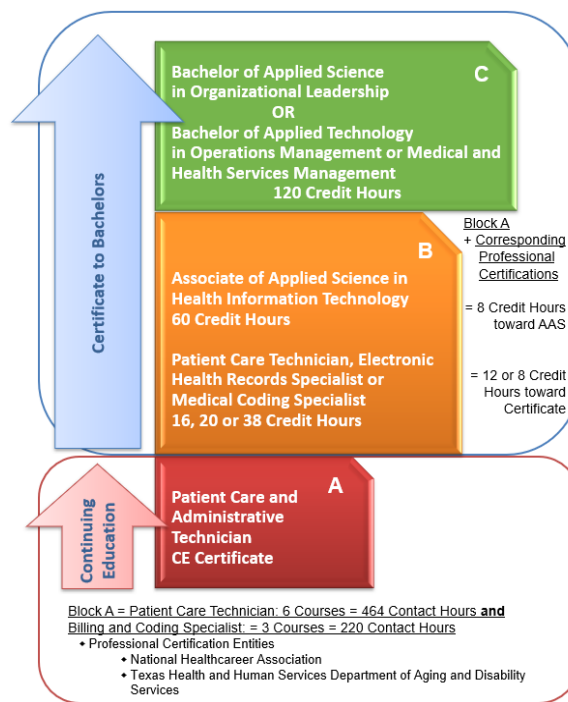 C
Bachelor of Applied Science
in Organizational Leadership
OR
Bachelor of Applied Technology
in Operations Management or Medical and
Health Services Management
120 Credit Hours
Certificate to Bachelors
B
Associate of Applied Science in
Health Information Technology
60 Credit Hours
Patient Care Technician, Electronic
Health Records Specialist or
Medical Coding Specialist
16, 20 or 38 Credit Hours
Block A
+ Corresponding
Professional
Certifications
= 8 Credit Hours
toward AAS
= 12 or 8 Credit
Hours toward
Certificate
Continuing
Education
A
Patient Care and
Administrative
Technician
CE Certificate
Block A = Patient Care Technician: 6 Courses = 464 Contact Hours and
Billing and Coding Specialist: = 3 Courses = 220 Contact Hours
◆ Professional Certification Entities
◆ National Healthcareer Association
◆ Texas Health and Human Services Department of Aging and Disability
Services